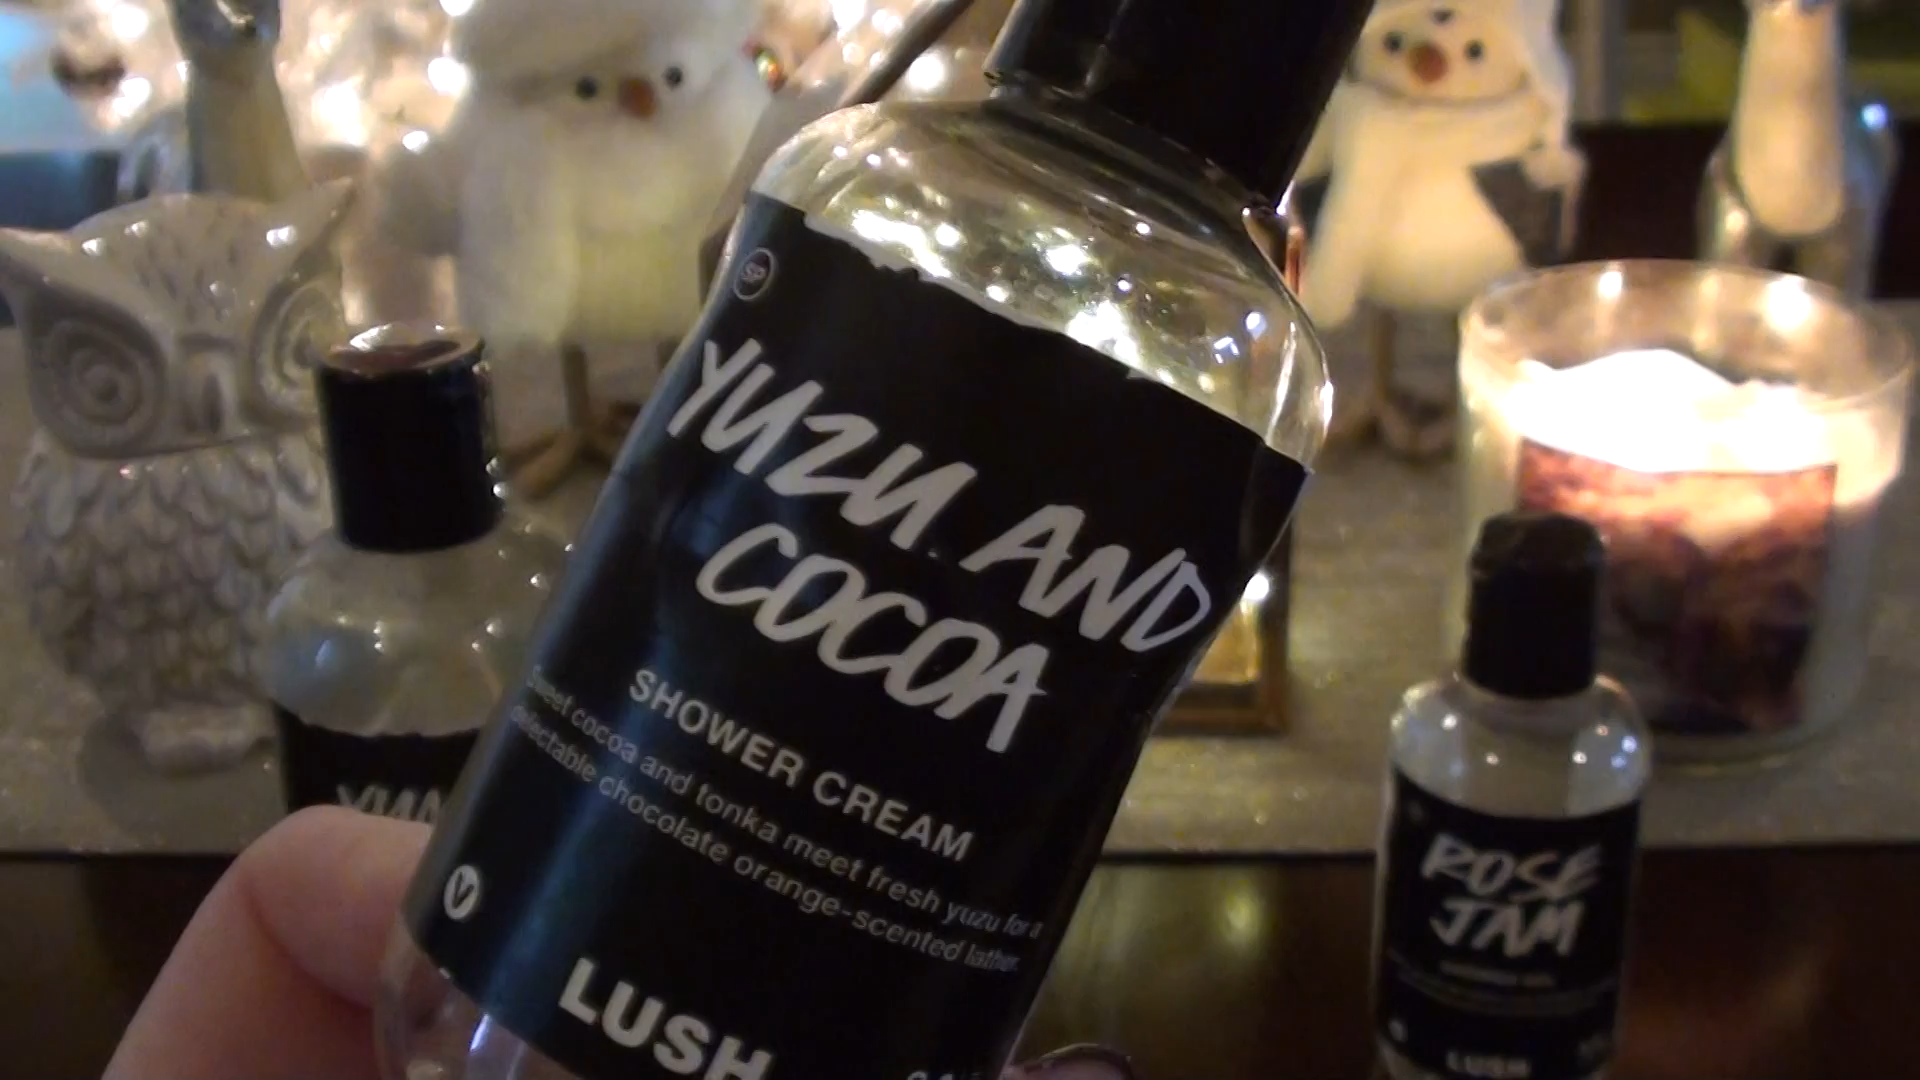 SP
YUZU AND
COCOA
SHOWER CREAM
Sweet cocoa and tonka meet fresh yuzu for a
delectable chocolate orange-scented lather.
V
LUSH
ROSE
JAM
LUSH